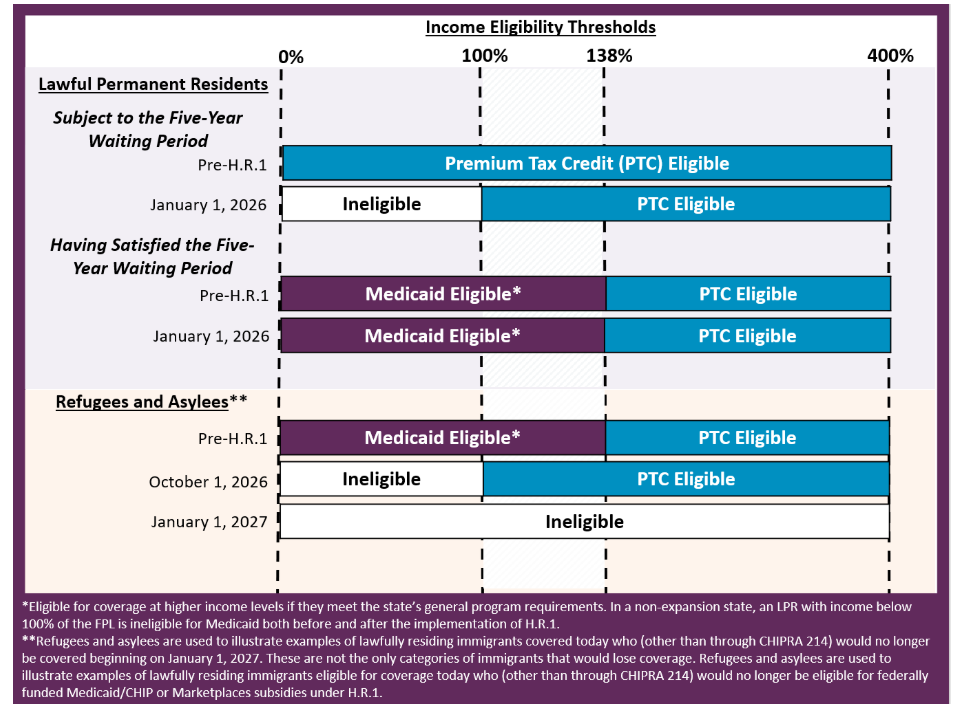 Income Eligibility Thresholds
0%
100%
138%
400%
Lawful Permanent Residents
Subject to the Five-Year
Waiting Period
Pre-H.R.1
Premium Tax Credit (PTC) Eligible
January 1, 2026
Ineligible
PTC Eligible
Having Satisfied the Five-
Year Waiting Period
Pre-H.R.1
Medicaid Eligible*
PTC Eligible
January 1, 2026
Medicaid Eligible*
PTC Eligible
Refugees and Asylees**
Pre-H.R.1
Medicaid Eligible*
PTC Eligible
October 1, 2026
Ineligible
PTC Eligible
January 1, 2027
Ineligible
*Eligible for coverage at higher income levels if they meet the state's general program requirements. In a non-expansion state, an LPR with income below
100% of the FPL is ineligible for Medicaid both before and after the implementation of H.R.1.
**Refugees and asylees are used to illustrate examples of lawfully residing immigrants covered today who (other than through CHIPRA 214) would no longer
be covered beginning on January 1, 2027. These are not the only categories of immigrants that would lose coverage. Refugees and asylees are used to
illustrate examples of lawfully residing immigrants eligible for coverage today who (other than through CHIPRA 214) would no longer be eligible for federally
funded Medicaid/CHIP or Marketplaces subsidies under H.R.1.